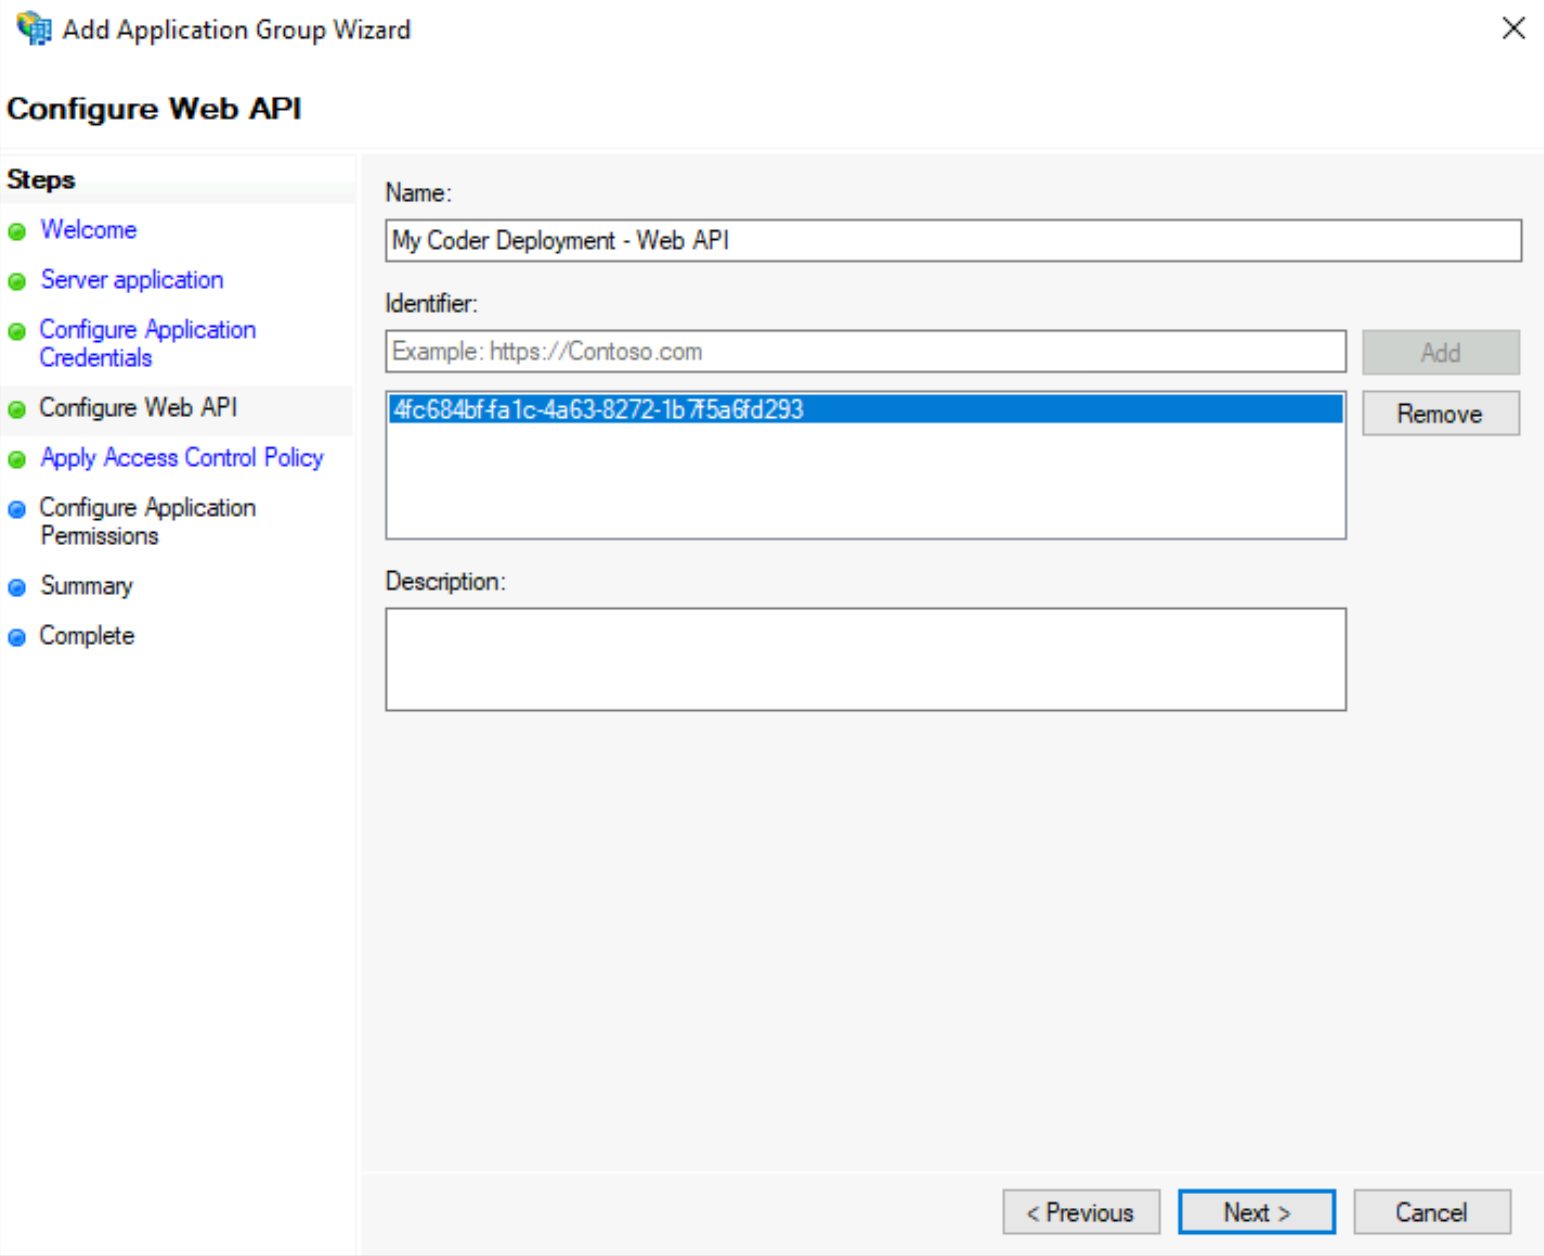 Add Application Group Wizard
Configure Web API
Steps
Welcome
Server application
Configure Application
Credentials
Configure Web API
Apply Access Control Policy
Configure Application
Permissions
Summary
Complete
Name:
My Coder Deployment - Web API
Identifier:
Example: https://Contoso.com
Add
4fc684bf-fa1c-4a63-8272-1b7f5a6fd293
Remove
Description:
< Previous
Next >
Cancel